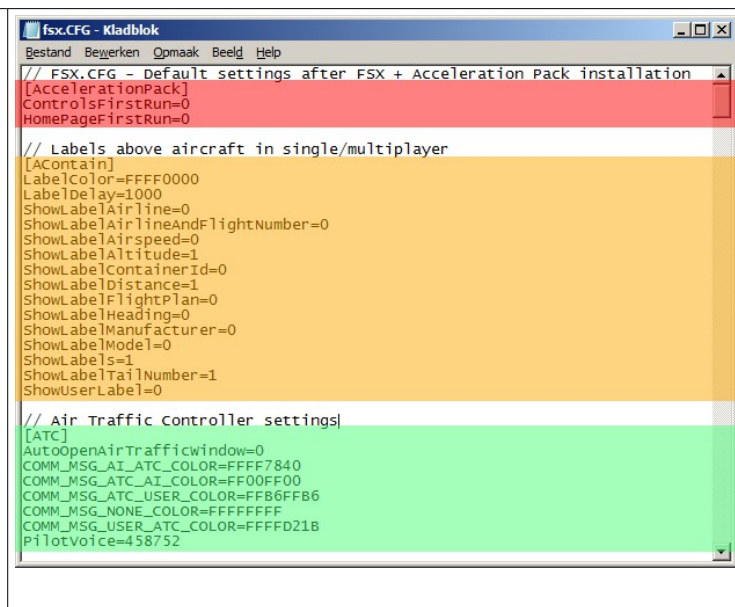 fsx.CFG - Kladblok
Bestand Bewerken Opmaak Beeld Help
// FSX.CFG - Default settings after FSX + Acceleration Pack installation
[AccelerationPack]
ControlsFirstRun=0
HomePageFirstRun=0
// Labels above aircraft in single/multiplayer
[AContain]
LabelColor=FFFF0000
LabelDelay=1000
ShowLabelAirline=0
ShowLabelAirlineAndFlightNumber=0
ShowLabelAirspeed=0
ShowLabelAltitude=1
ShowLabelContainerId=0
ShowLabelDistance=1
ShowLabelFlightPlan=0
ShowLabelHeading=0
ShowLabelManufacturer=0
ShowLabelModel=0
ShowLabels=1
ShowLabelTailNumber=1
ShowUserLabel=0
// Air Traffic Controller settings
[ATC]
AutoOpenAirTrafficWindow=0
COMM_MSG_AI_ATC_COLOR=FFFF7840
COMM_MSG_ATC_AI_COLOR=FF00FF00
COMM_MSG_ATC_USER_COLOR=FFB6FFB6
COMM_MSG_NONE_COLOR=FFFFFFFF
COMM_MSG_USER_ATC_COLOR=FFFFD21B
PilotVoice=458752